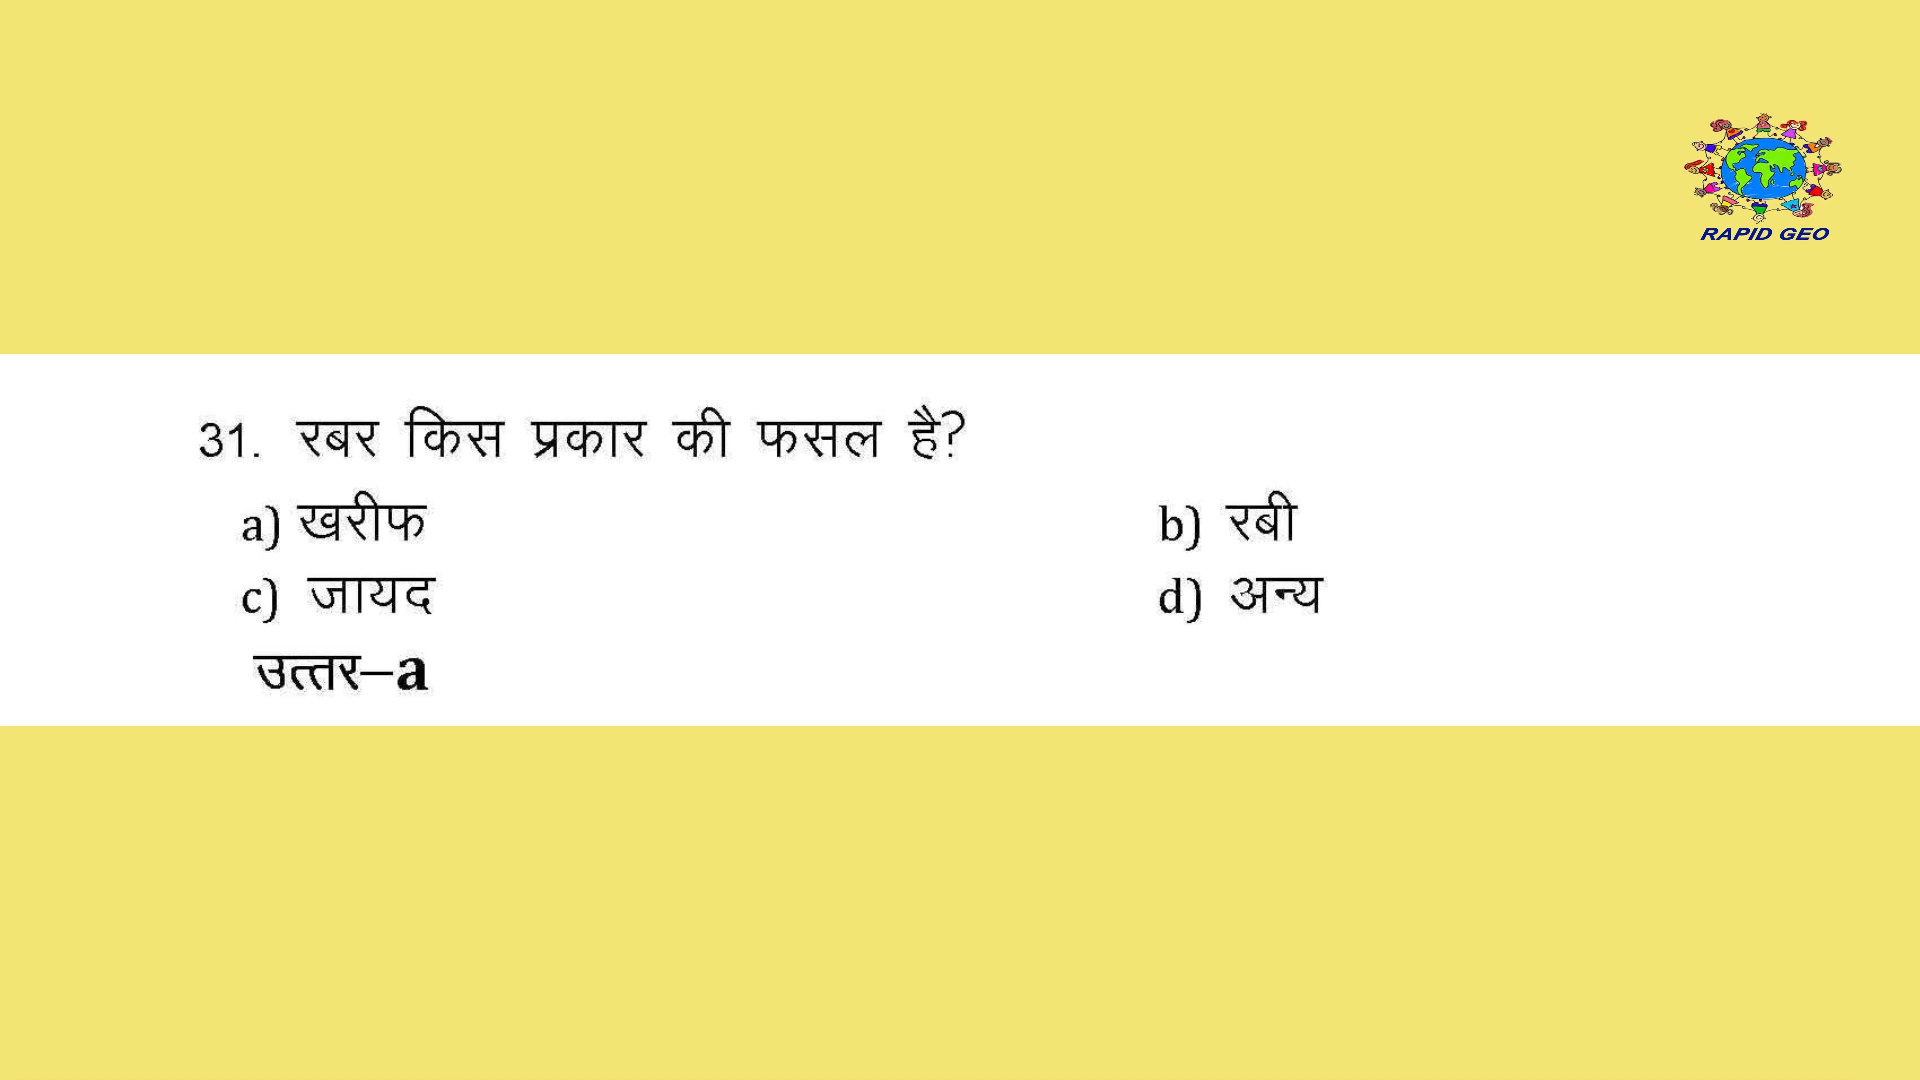 RAPID GEO
31. रबर किस प्रकार की फसल है?
a) खरीफ b) रबी
c) जायद d) अन्य
उत्तर–a